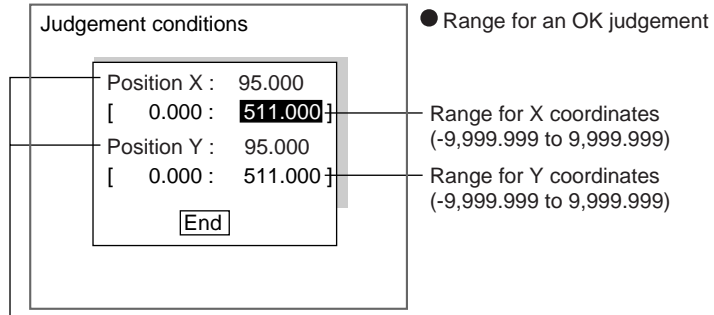 Judgement conditions
● Range for an OK judgement
Position X : 95.000
[ 0.000 : 511.000 ]
Range for X coordinates
(-9,999.999 to 9,999.999)
Position Y : 95.000
[ 0.000 : 511.000 ]
Range for Y coordinates
(-9,999.999 to 9,999.999)
End